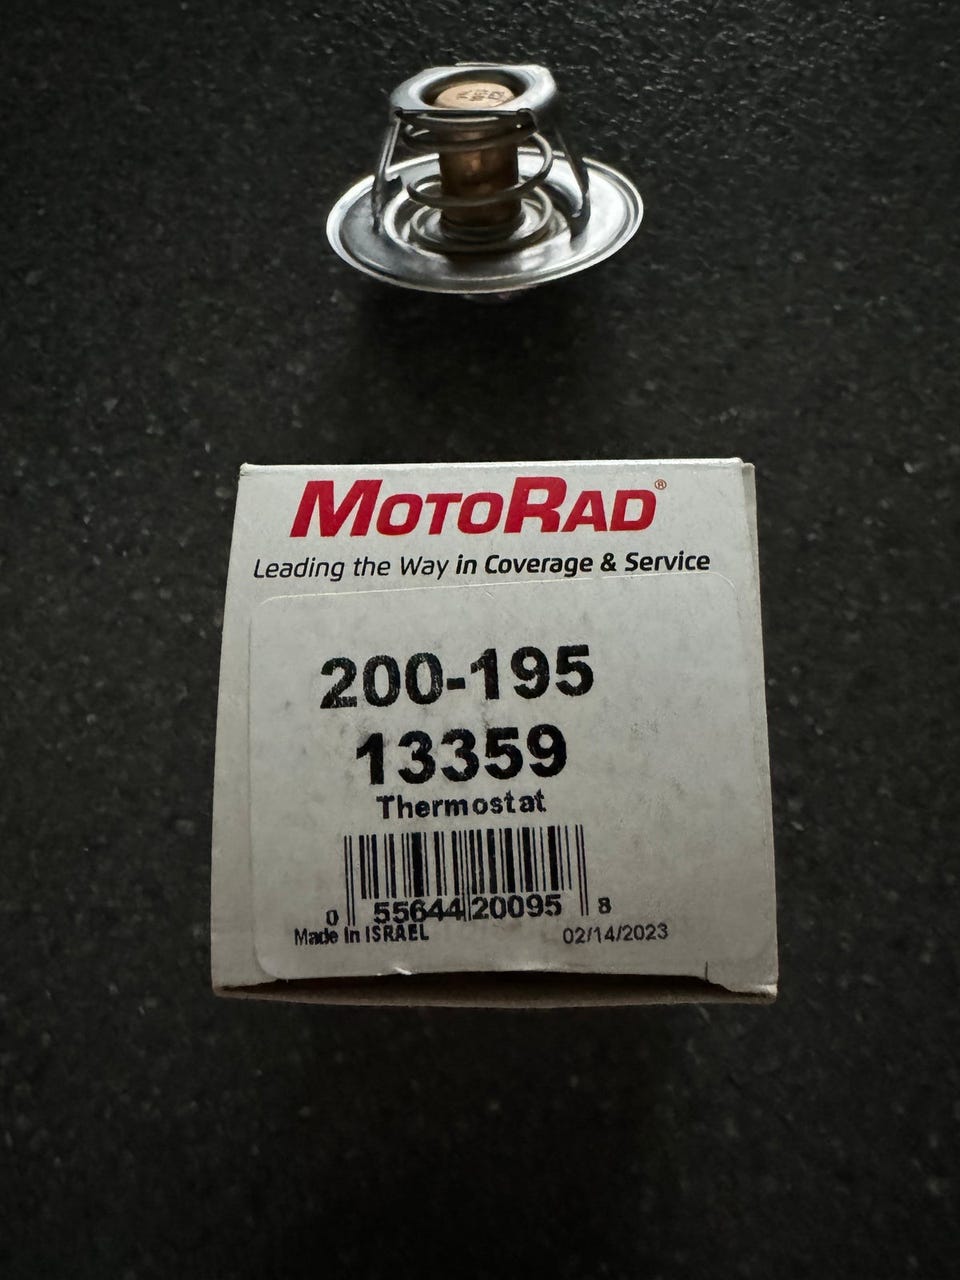 MOTORAD®
Leading the Way in Coverage & Service
200-195
13359
Thermostat
0 55644 20095 8
Made In ISRAEL 02/14/2023